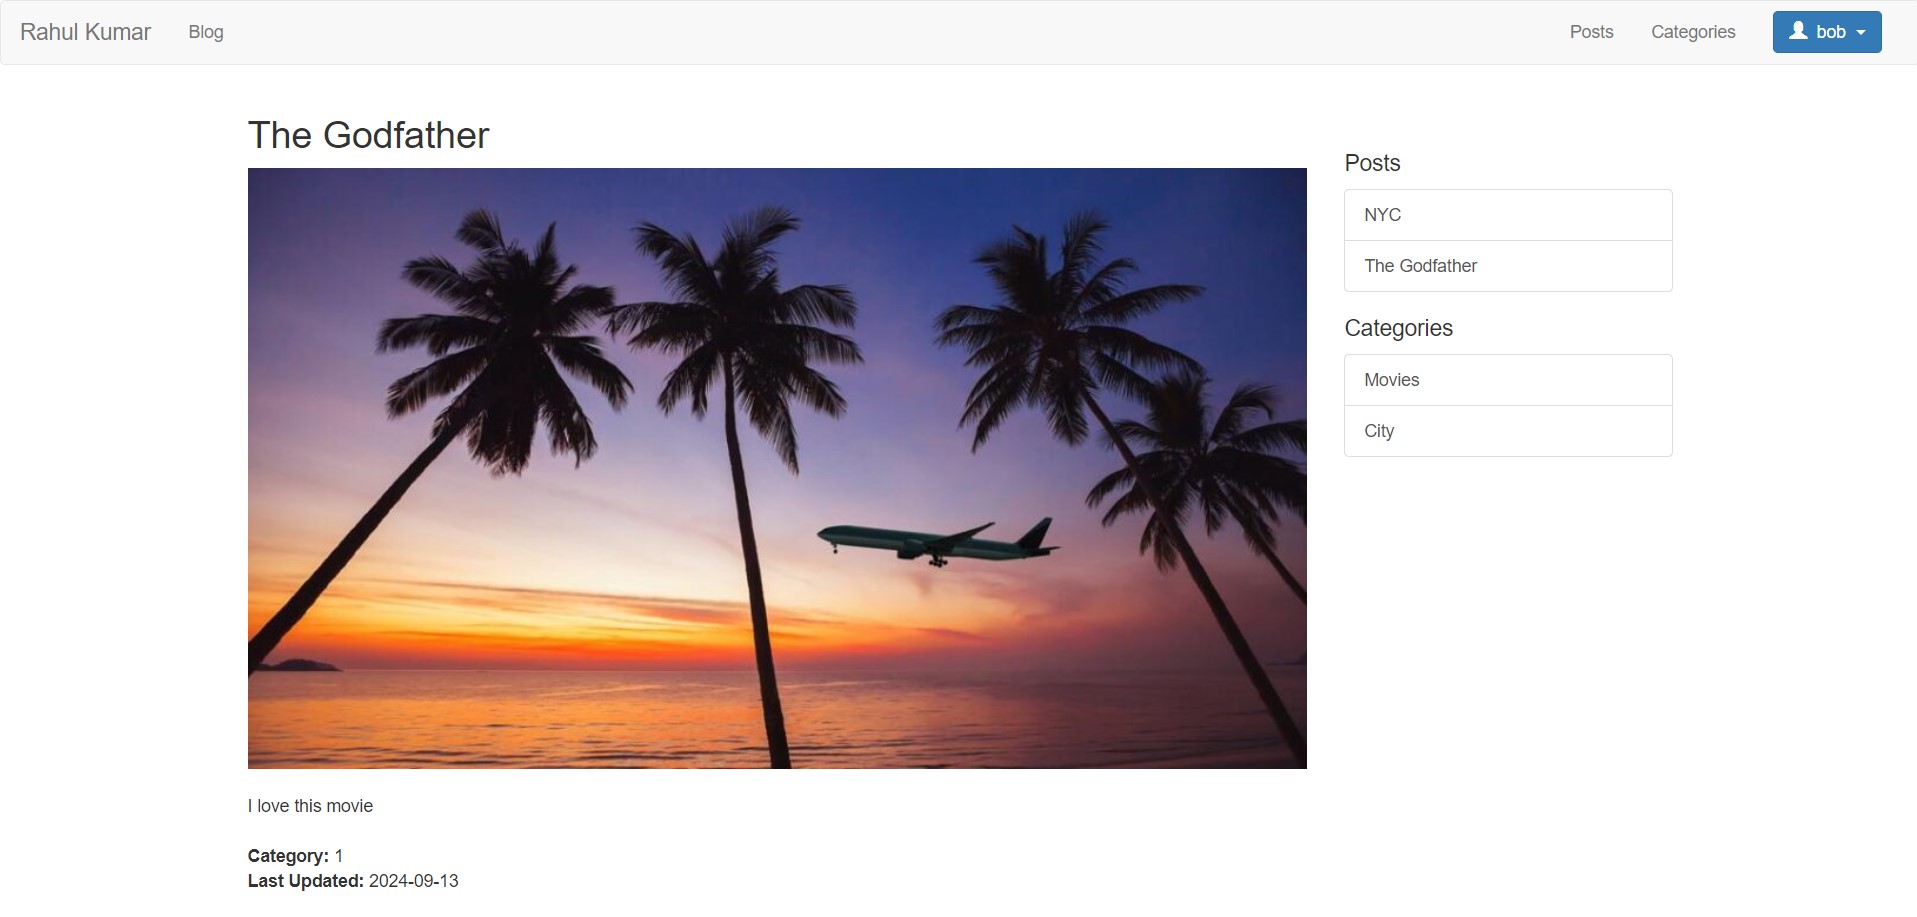 Rahul Kumar Blog Posts Categories bob
The Godfather
I love this movie
Category: 1
Last Updated: 2024-09-13
Posts
NYC
The Godfather
Categories
Movies
City